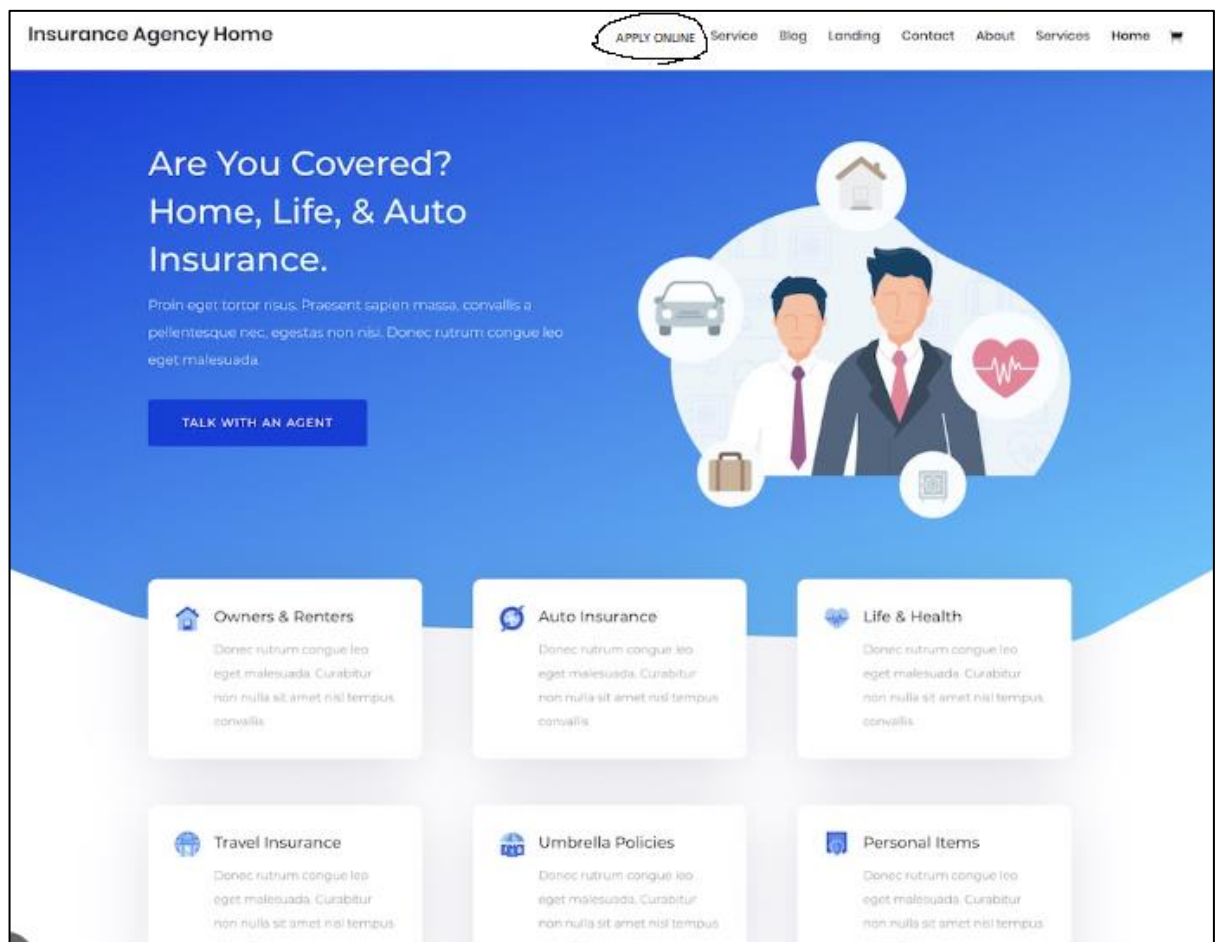 Insurance Agency Home
APPLY ONLINE Service Blog Landing Contact About Services Home
Are You Covered?
Home, Life, & Auto
Insurance.
Proin eget tortor risus. Praesent sapien massa, convallis a
pellentesque nec, egestas non nisi. Donec rutrum congue leo
eget malesuada.
TALK WITH AN AGENT
Owners & Renters
Donec rutrum congue leo
eget malesuada. Curabitur
non nulla sit amet nisl tempus
convallis
Auto Insurance
Donec rutrum congue leo
eget malesuada. Curabitur
non nulla sit amet nisl tempus
convallis
Life & Health
Donec rutrum congue leo
eget malesuada. Curabitur
non nulla sit amet nisl tempus
convallis
Travel Insurance
Donec rutrum congue leo
eget malesuada. Curabitur
non nulla sit amet nisl tempus
Umbrella Policies
Donec rutrum congue leo
eget malesuada. Curabitur
non nulla sit amet nisl tempus
Personal Items
Donec rutrum congue leo
eget malesuada. Curabitur
non nulla sit amet nisl tempus